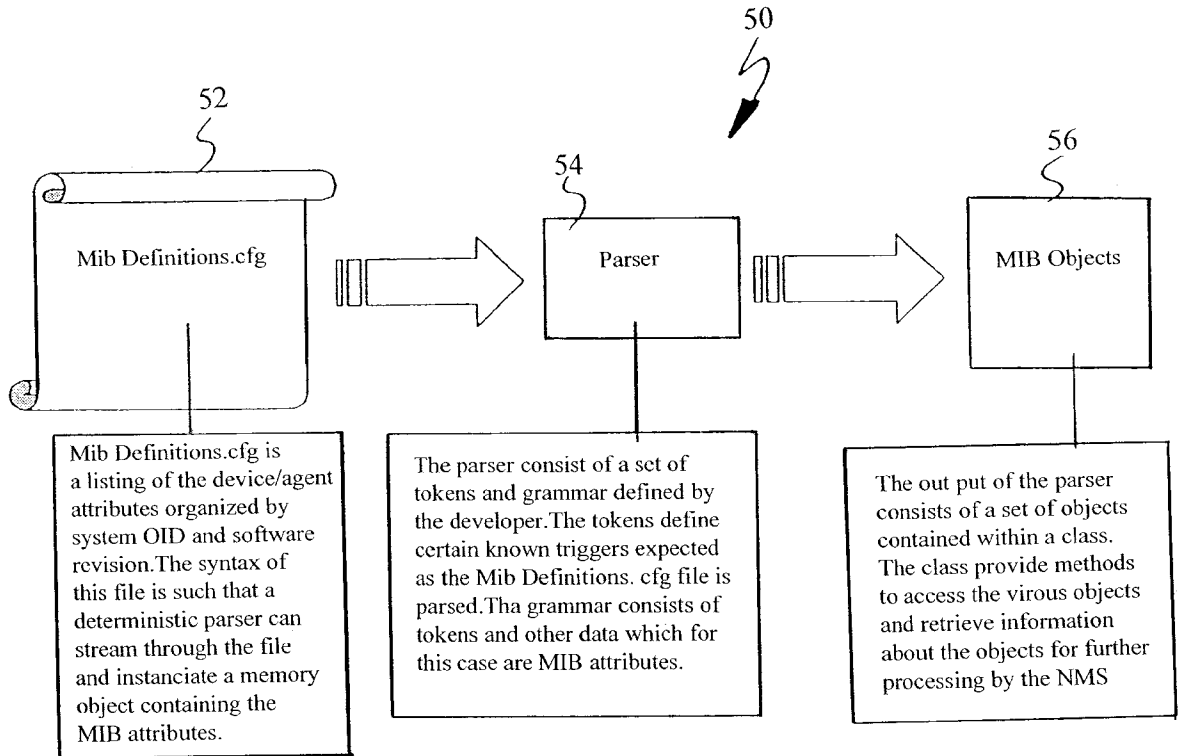 50
52
54
56
Mib Definitions.cfg
Parser
MIB Objects
Mib Definitions.cfg is
a listing of the device/agent
attributes organized by
system OID and software
revision.The syntax of
this file is such that a
deterministic parser can
stream through the file
and instanciate a memory
object containing the
MIB attributes.
The parser consist of a set of
tokens and grammar defined by
the developer.The tokens define
certain known triggers expected
as the Mib Definitions. cfg file is
parsed.Tha grammar consists of
tokens and other data which for
this case are MIB attributes.
The out put of the parser
consists of a set of objects
contained within a class.
The class provide methods
to access the virous objects
and retrieve information
about the objects for further
processing by the NMS